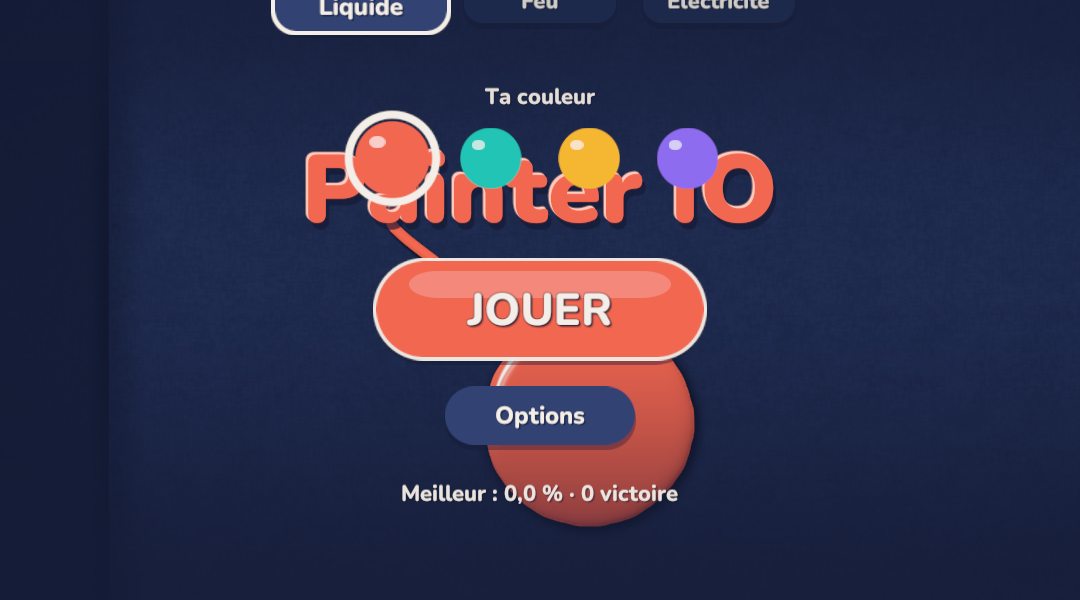 Liquide
Feu
Électricité
Ta couleur
Painter IO
JOUER
Options
Meilleur : 0,0 % · 0 victoire